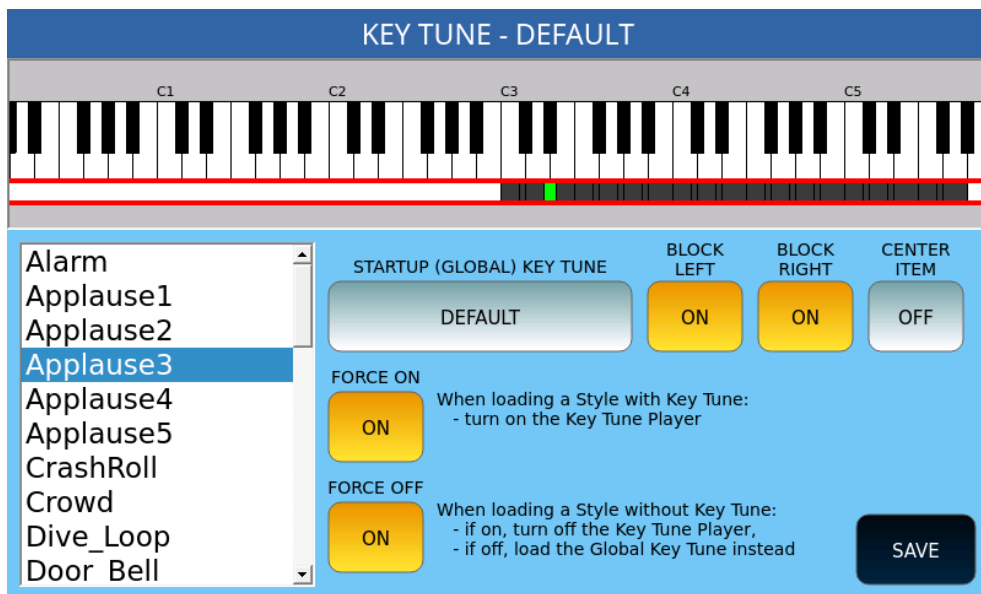 KEY TUNE - DEFAULT
C1 C2 C3 C4 C5
Alarm
Applause1
Applause2
Applause3
Applause4
Applause5
CrashRoll
Crowd
Dive_Loop
Door_Bell
STARTUP (GLOBAL) KEY TUNE
DEFAULT
BLOCK
LEFT
ON
BLOCK
RIGHT
ON
CENTER
ITEM
OFF
FORCE ON
ON
When loading a Style with Key Tune:
- turn on the Key Tune Player
FORCE OFF
ON
When loading a Style without Key Tune:
- if on, turn off the Key Tune Player,
- if off, load the Global Key Tune instead
SAVE